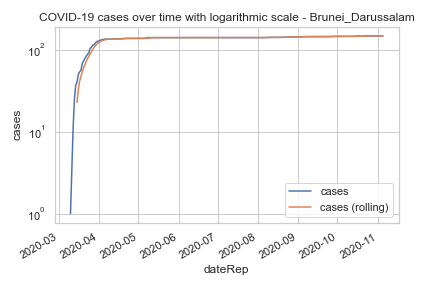 COVID-19 cases over time with logarithmic scale - Brunei_Darussalam
cases
10²
10¹
10⁰
2020-03
2020-04
2020-05
2020-06
2020-07
2020-08
2020-09
2020-10
2020-11
dateRep
cases
cases (rolling)